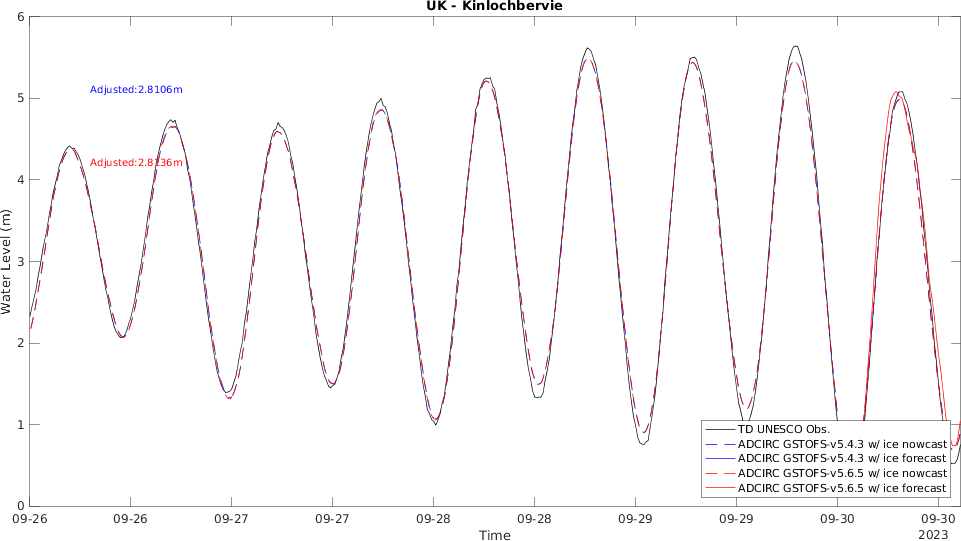 UK - Kinlochbervie
6
5
4
3
2
1
0
Water Level (m)
Adjusted:2.8106m
Adjusted:2.8136m
TD UNESCO Obs.
ADCIRC GSTOFS-v5.4.3 w/ ice nowcast
ADCIRC GSTOFS-v5.4.3 w/ ice forecast
ADCIRC GSTOFS-v5.6.5 w/ ice nowcast
ADCIRC GSTOFS-v5.6.5 w/ ice forecast
09-26 09-26 09-27 09-27 09-28 09-28 09-29 09-29 09-30 09-30
2023
Time